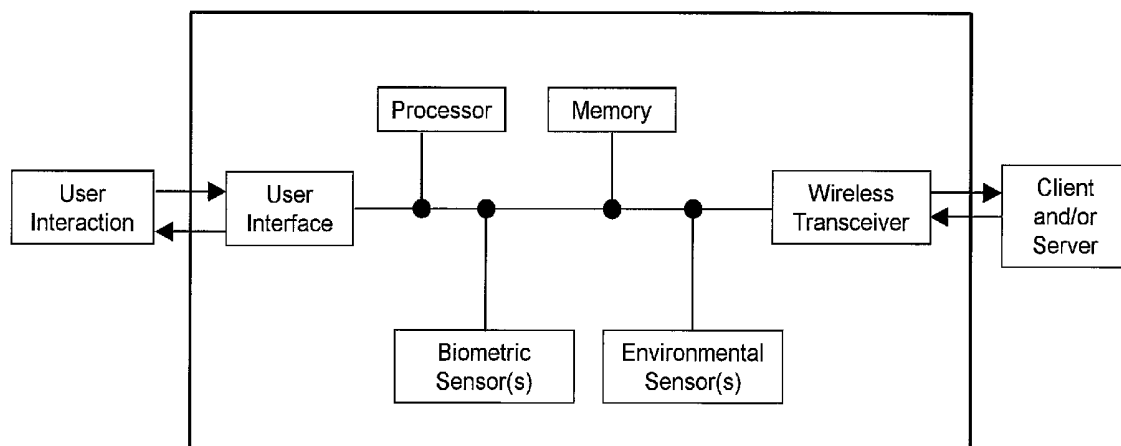 Processor
Memory
User
Interaction
User
Interface
Wireless
Transceiver
Client
and/or
Server
Biometric
Sensor(s)
Environmental
Sensor(s)